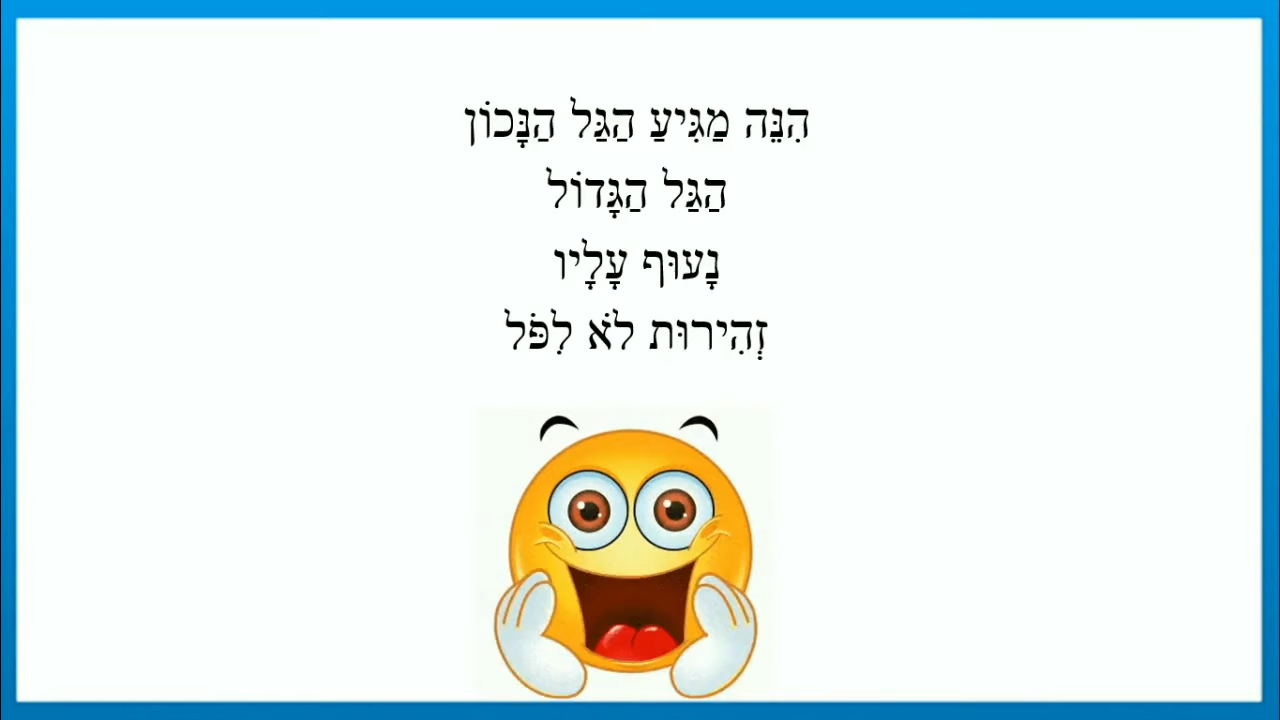 הִנֵּה מַגִּיעַ הַגַּל הַנָּכוֹן
הַגַּל הַגָּדוֹל
נָעוּף עָלָיו
זְהִירוּת לֹא לִפֹּל